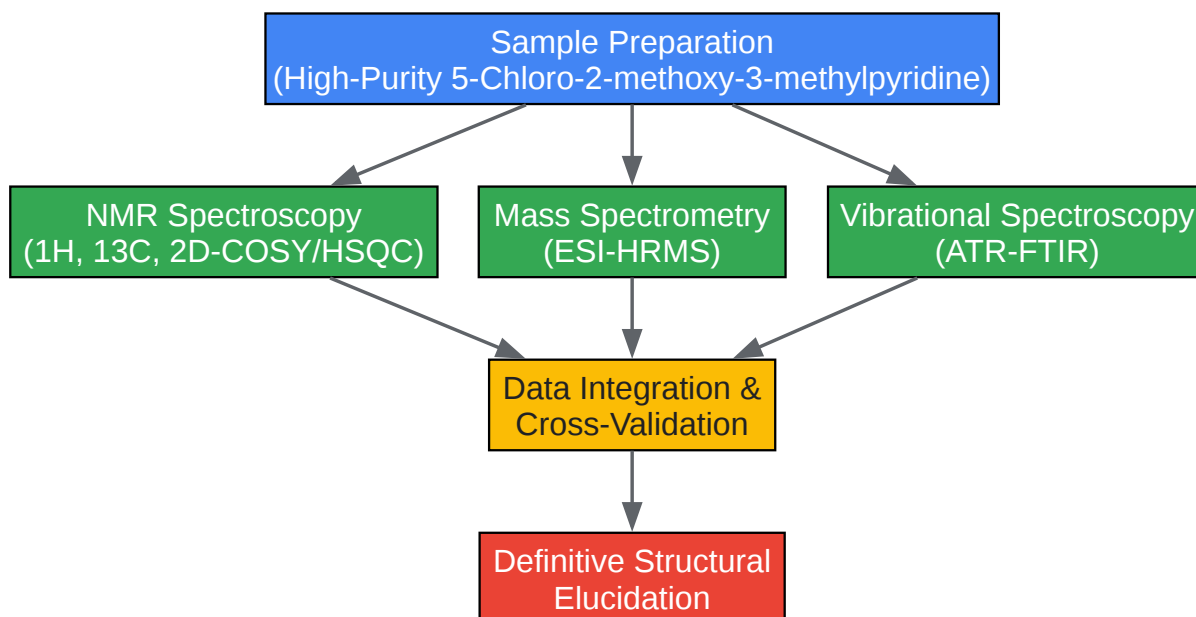 Sample Preparation
(High-Purity 5-Chloro-2-methoxy-3-methylpyridine)
NMR Spectroscopy
(1H, 13C, 2D-COSY/HSQC)
Mass Spectrometry
(ESI-HRMS)
Vibrational Spectroscopy
(ATR-FTIR)
Data Integration &
Cross-Validation
Definitive Structural
Elucidation